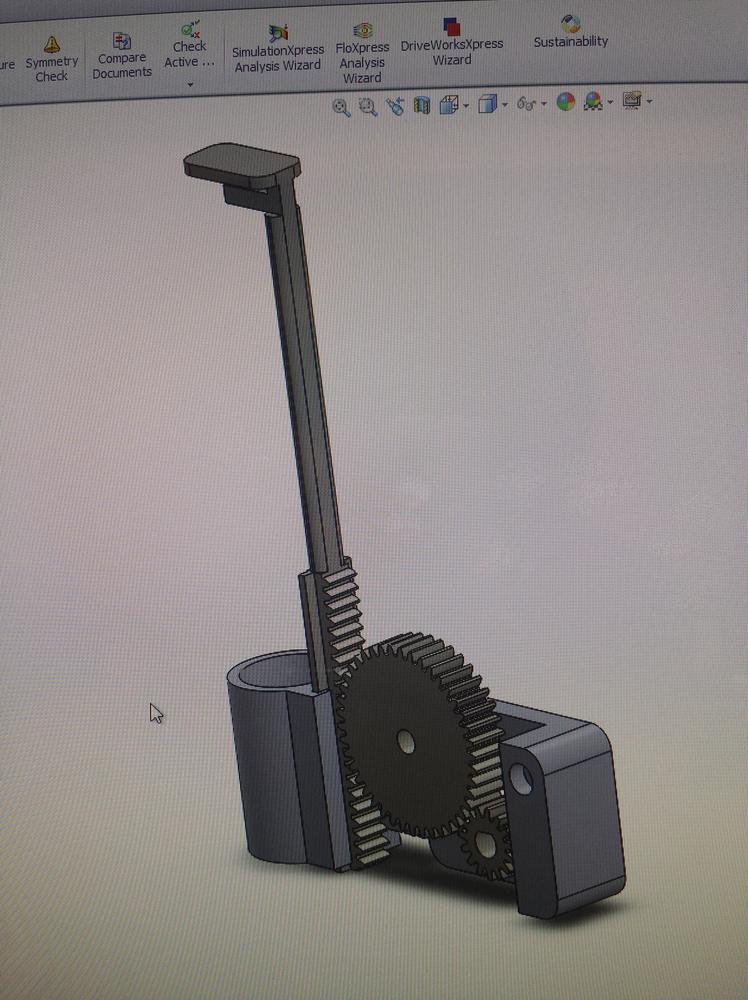 ure
Symmetry
Check
Compare
Documents
Check
Active ...
SimulationXpress
Analysis Wizard
FloXpress
Analysis
Wizard
DriveWorksXpress
Wizard
Sustainability